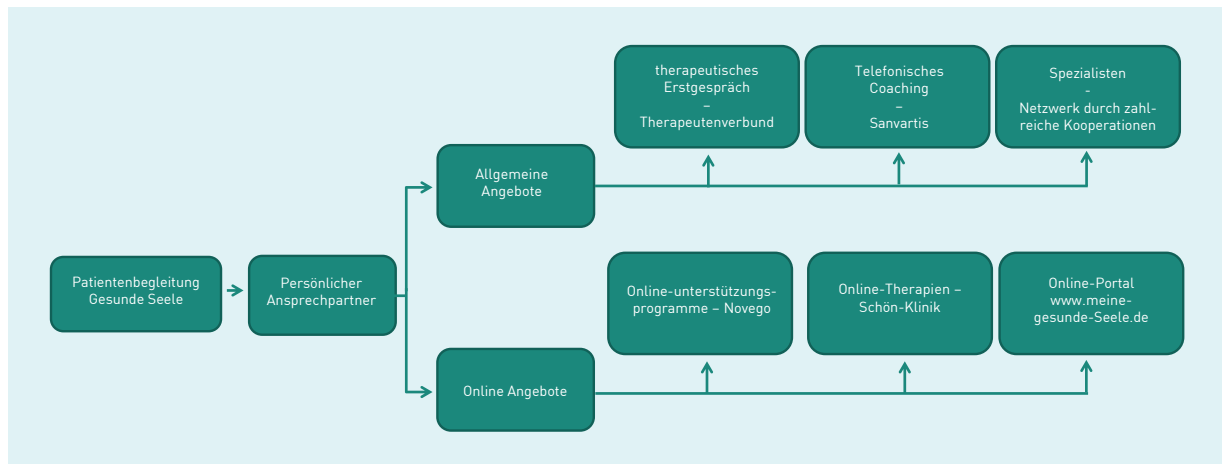 Patientenbegleitung
Gesunde Seele
Persönlicher
Ansprechpartner
Allgemeine
Angebote
therapeutisches
Erstgespräch
–
Therapeutenverbund
Telefonisches
Coaching
–
Sanvartis
Spezialisten
-
Netzwerk durch zahl-
reiche Kooperationen
Online Angebote
Online-unterstützungs-
programme – Novego
Online-Therapien –
Schön-Klinik
Online-Portal
www.meine-
gesunde-Seele.de